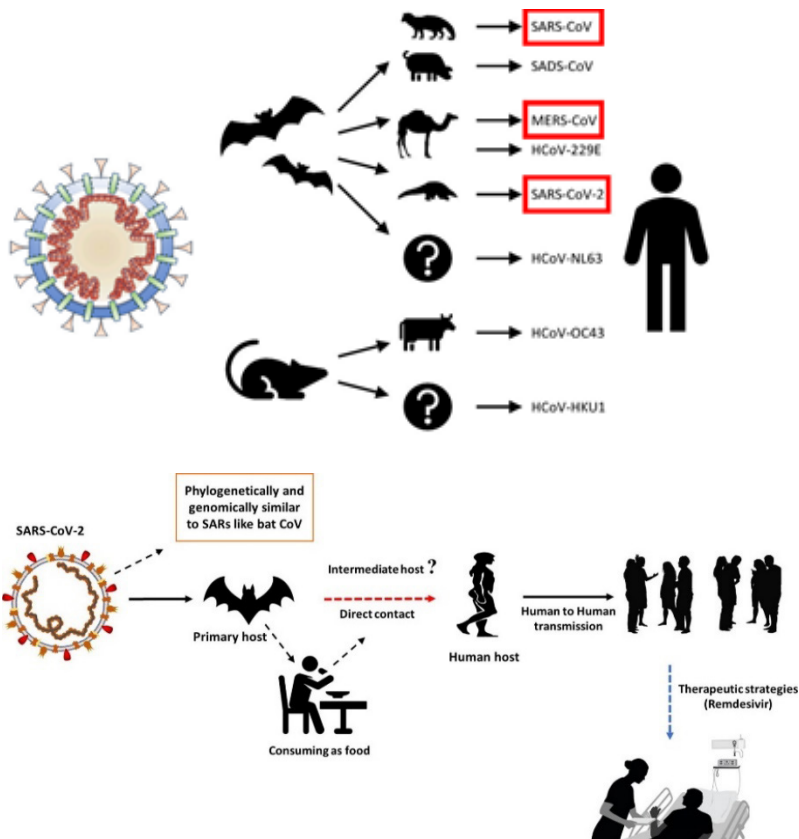 SARS-CoV
SADS-CoV
MERS-CoV
HCoV-229E
SARS-CoV-2
?
HCoV-NL63
HCoV-OC43
?
HCoV-HKU1
Phylogenetically and
genomically similar
to SARs like bat CoV
SARS-CoV-2
Primary host
Intermediate host ?
Direct contact
Consuming as food
Human host
Human to Human
transmission
Therapeutic strategies
(Remdesivir)